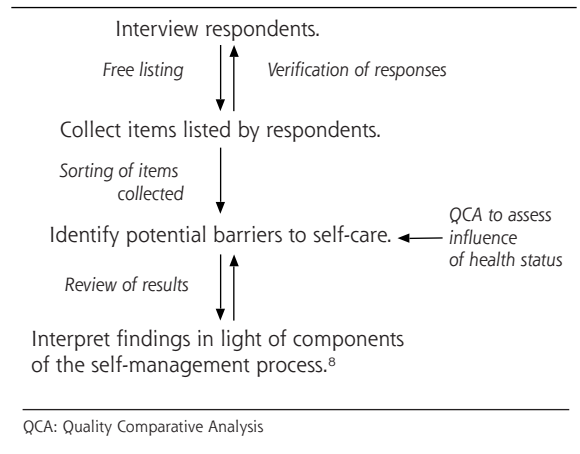 Interview respondents.
Free listing
Verification of responses
Collect items listed by respondents.
Sorting of items
collected
QCA to assess
influence
of health status
Identify potential barriers to self-care.
Review of results
Interpret findings in light of components
of the self-management process.⁸
QCA: Quality Comparative Analysis